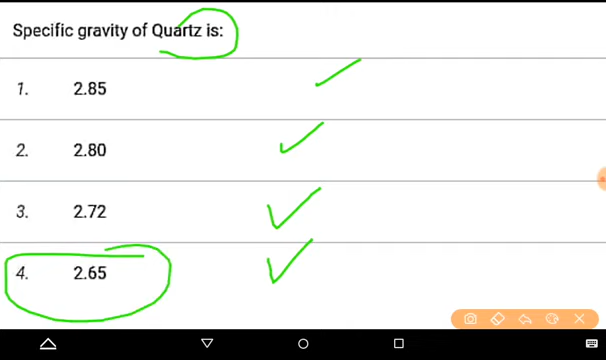 Specific gravity of Quartz is:
1. 2.85
2. 2.80
3. 2.72
4. 2.65